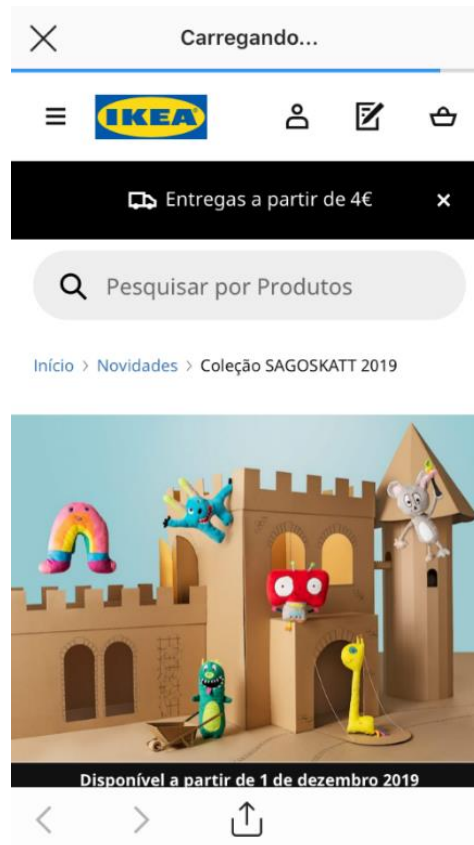 Carregando...
IKEA
Entregas a partir de 4€
Pesquisar por Produtos
Início > Novidades > Coleção SAGOSKATT 2019
Disponível a partir de 1 de dezembro 2019